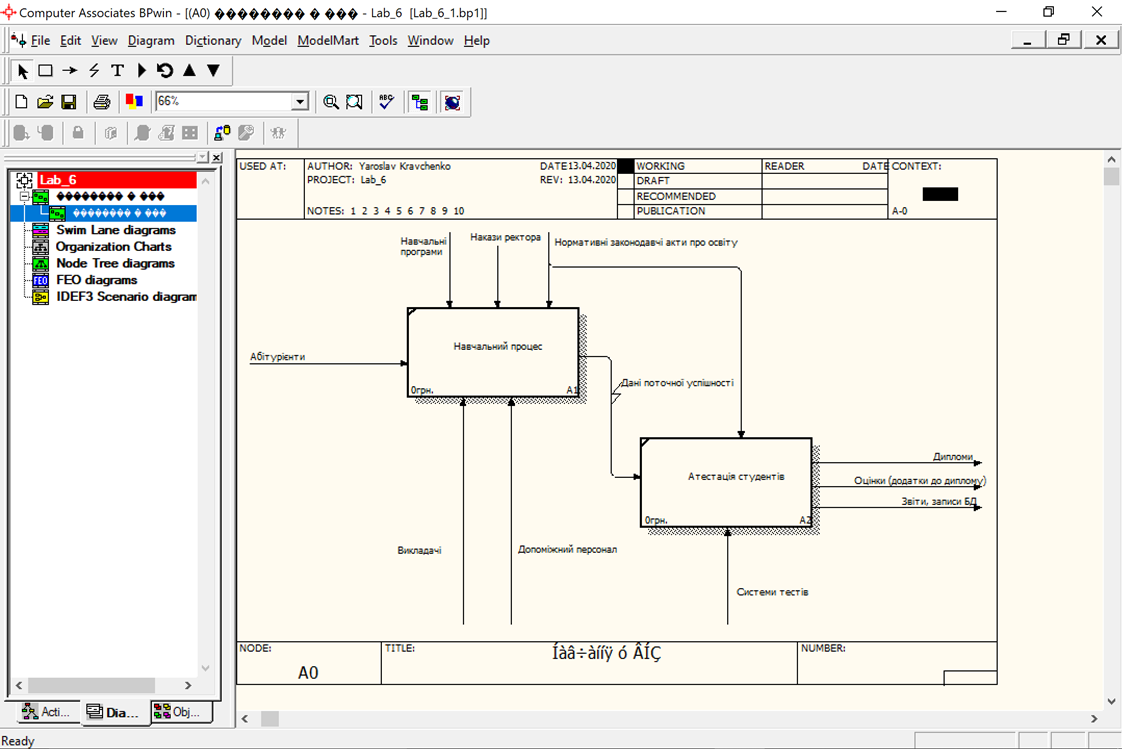 Computer Associates BPwin - [(A0) ��������� � ��� - Lab_6 [Lab_6_1.bp1]]
File Edit View Diagram Dictionary Model ModelMart Tools Window Help
T
66%
ABC
Lab_6
��������� � ���
��������� � ���
Swim Lane diagrams
Organization Charts
Node Tree diagrams
FEO diagrams
IDEF3 Scenario diagram
Acti... Dia... Obj...
USED AT: AUTHOR: Yaroslav Kravchenko DATE 13.04.2020 WORKING READER DATE CONTEXT:
PROJECT: Lab_6 REV: 13.04.2020 DRAFT
RECOMMENDED
NOTES: 1 2 3 4 5 6 7 8 9 10 PUBLICATION A-0
Навчальні
програми
Накази ректора
Нормативні законодавчі акти про освіту
Навчальний процес
Абітурієнти
0грн. A1
Дані поточної успішності
Дипломи
Атестація студентів
Оцінки (додатки до диплому)
Звіти, записи БД
0грн. A2
Викладачі
Допоміжний персонал
Системи тестів
NODE: TITLE: NUMBER:
A0 Íàâ÷àííÿ ó ÂÍÇ
Ready